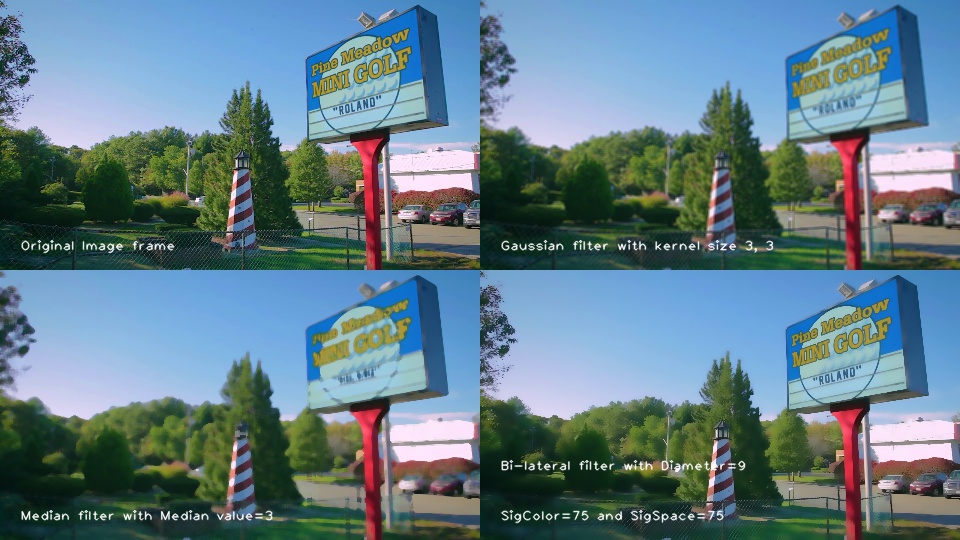 Pine Meadow
MINI GOLF
"ROLAND"
Original Image frame
Pine Meadow
MINI GOLF
"ROLAND"
Gaussian filter with kernel size 3, 3
Pine Meadow
MINI GOLF
Median filter with Median value=3
Pine Meadow
MINI GOLF
"ROLAND"
Bi-lateral filter with Diameter=9
SigColor=75 and SigSpace=75